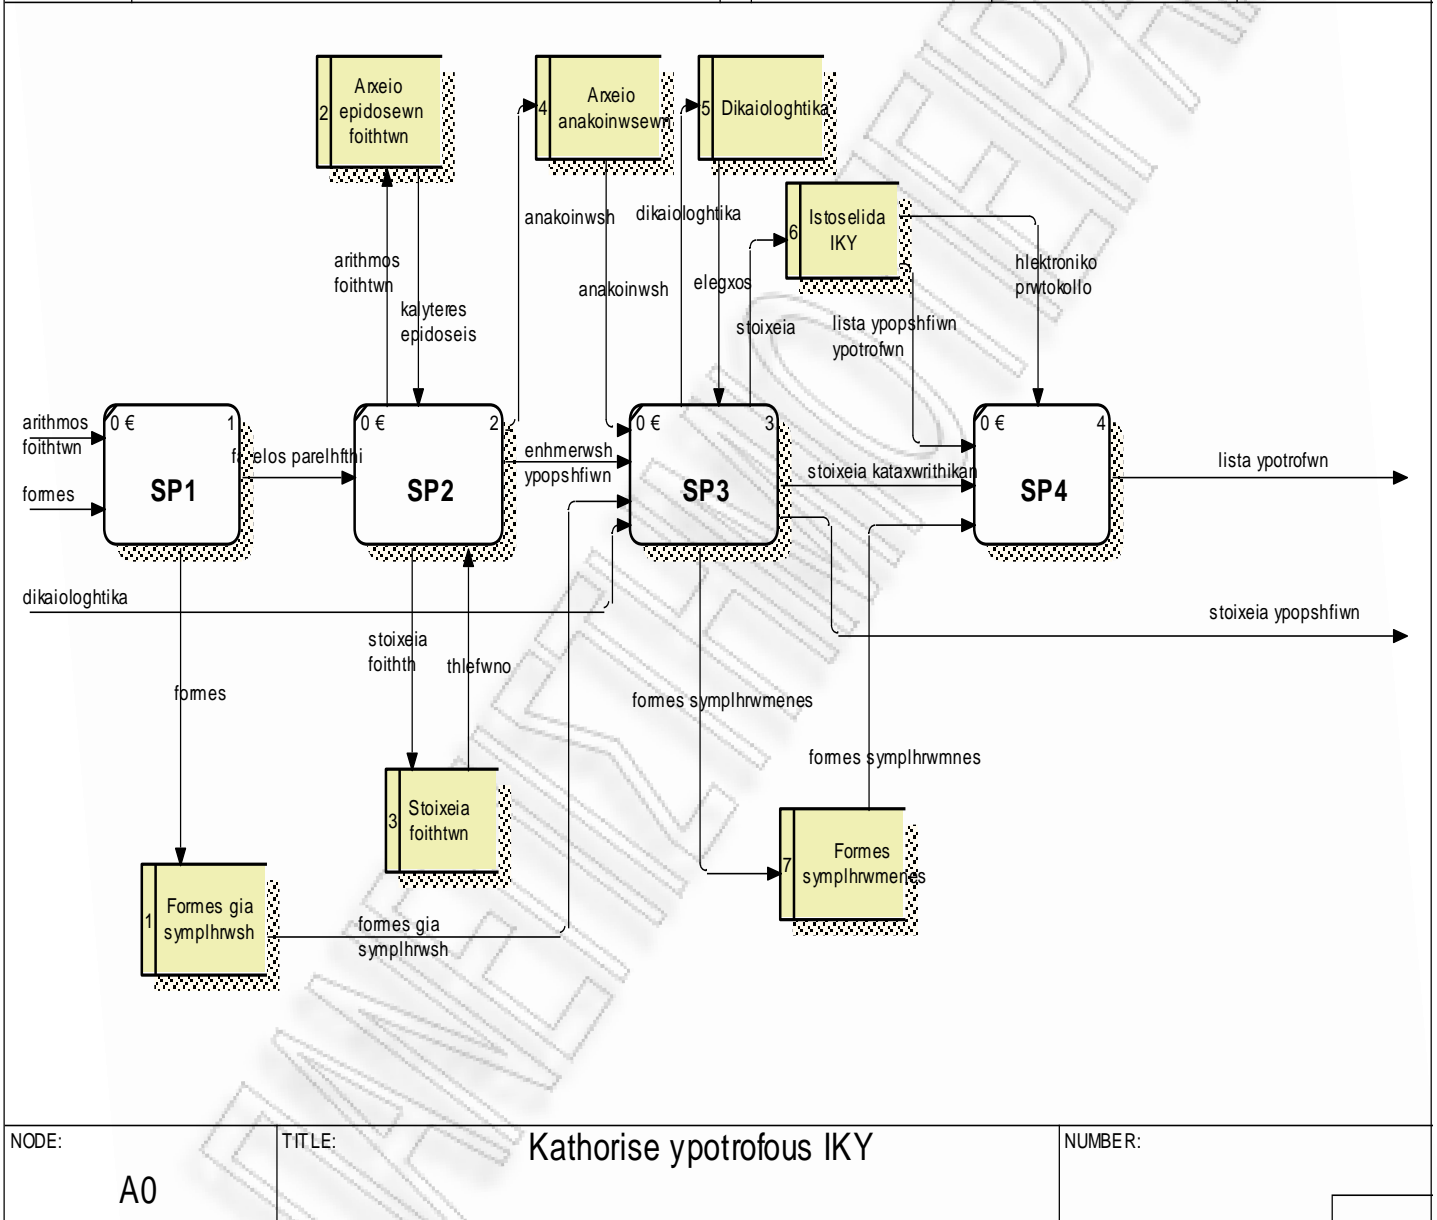 2
Arxeio
epidosewn
foithtwn
4
Arxeio
anakoinwsewn
5
Dikaiologhtika
6
Istoselida
IKY
anakoinwsh
dikaiologhtika
arithmos
foithtwn
kalyteres
epidoseis
anakoinwsh
elegxos
stoixeia
lista ypopshfiwn
ypotrofwn
hlektroniko
prwtokollo
arithmos
foithtwn
formes
0 €
1
SP1
parelhfthi
0 €
2
SP2
enhmerwsh
ypopshfiwn
0 €
3
SP3
stoixeia kataxwrithikan
0 €
4
SP4
lista ypotrofwn
dikaiologhtika
stoixeia ypopshfiwn
stoixeia
foithth
thlefwno
formes
formes symplhrwmenes
formes symplhrwmnes
3
Stoixeia
foithtwn
7
Formes
symplhrwmenes
1
Formes gia
symplhrwsh
formes gia
symplhrwsh
NODE:
A0
TITLE:
Kathorise ypotrofous IKY
NUMBER: